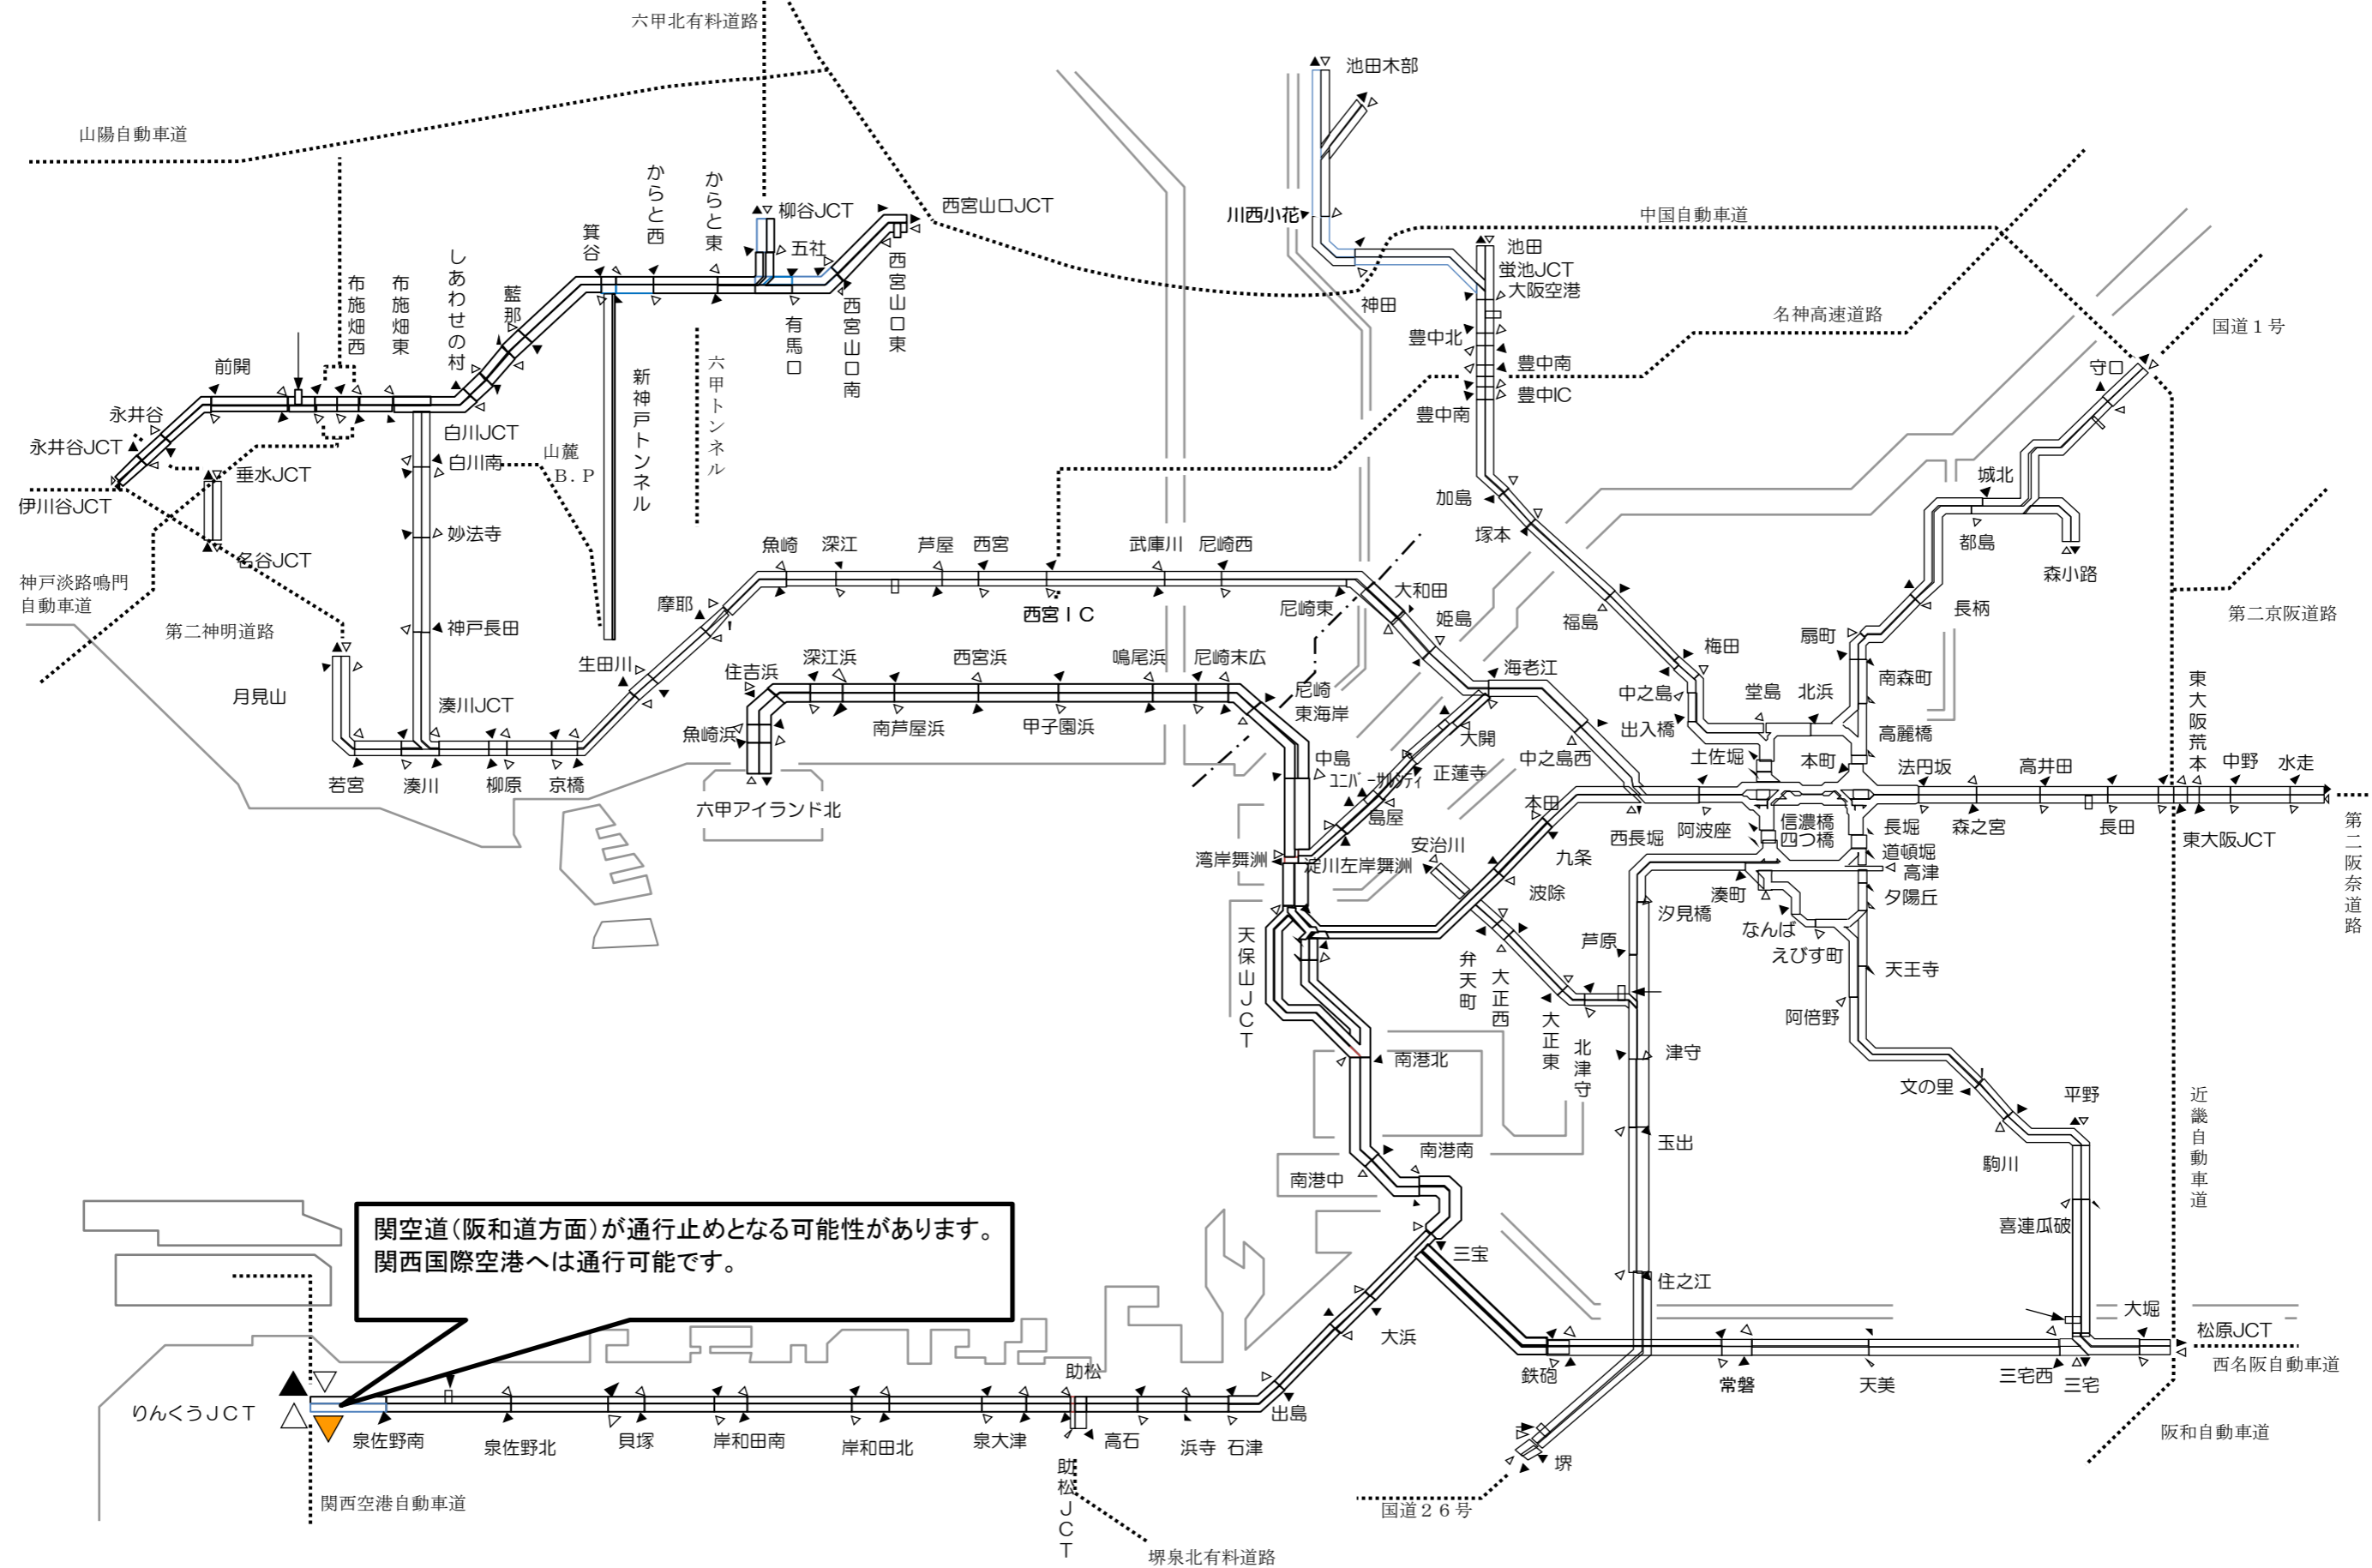 六甲北有料道路
池田木部
山陽自動車道
からと西
からと東
柳谷JCT
西宮山口JCT
川西小花
中国自動車道
箕谷
五社
池田
蛍池JCT
大阪空港
しあわせの村
藍那
布施畑西
布施畑東
西宮山口東
西宮山口南
有馬口
神田
名神高速道路
国道1号
豊中北
豊中南
豊中IC
豊中南
守口
前開
新神戸トンネル
六甲トンネル
永井谷
永井谷JCT
白川JCT
白川南
山麓
B.P
垂水JCT
伊川谷JCT
加島
城北
塚本
都島
妙法寺
魚崎
深江
芦屋
西宮
武庫川
尼崎西
名谷JCT
神戸淡路鳴門
自動車道
森小路
摩耶
西宮IC
尼崎東
大和田
姫島
福島
長柄
第二京阪道路
第二神明道路
神戸長田
扇町
梅田
南森町
生田川
住吉浜
深江浜
西宮浜
鳴尾浜
尼崎末広
海老江
東大阪荒本
月見山
湊川JCT
魚崎浜
南芦屋浜
甲子園浜
尼崎
東海岸
中之島
堂島
北浜
出入橋
高麗橋
大開
中之島西
土佐堀
本町
若宮
湊川
柳原
京橋
中島
ユニバーサルシティ
正蓮寺
法円坂
高井田
中野
水走
六甲アイランド北
島屋
本田
西長堀
阿波座
信濃橋
四つ橋
長堀
森之宮
長田
東大阪JCT
第二阪奈道路
安治川
湾岸舞洲
淀川左岸舞洲
九条
道頓堀
高津
波除
湊町
夕陽丘
汐見橋
なんば
天保山JCT
芦原
えびす町
弁天町
大正西
天王寺
大正東
北津守
阿倍野
南港北
津守
文の里
平野
近畿自動車道
南港南
玉出
駒川
南港中
喜連瓜破
関空道(阪和道方面)が通行止めとなる可能性があります。
関西国際空港へは通行可能です。
三宝
住之江
大堀
松原JCT
西名阪自動車道
大浜
鉄砲
常磐
天美
三宅西
三宅
助松
りんくうJCT
出島
泉佐野南
泉佐野北
貝塚
岸和田南
岸和田北
泉大津
高石
浜寺
石津
阪和自動車道
堺
助松JCT
関西空港自動車道
国道26号
堺泉北有料道路